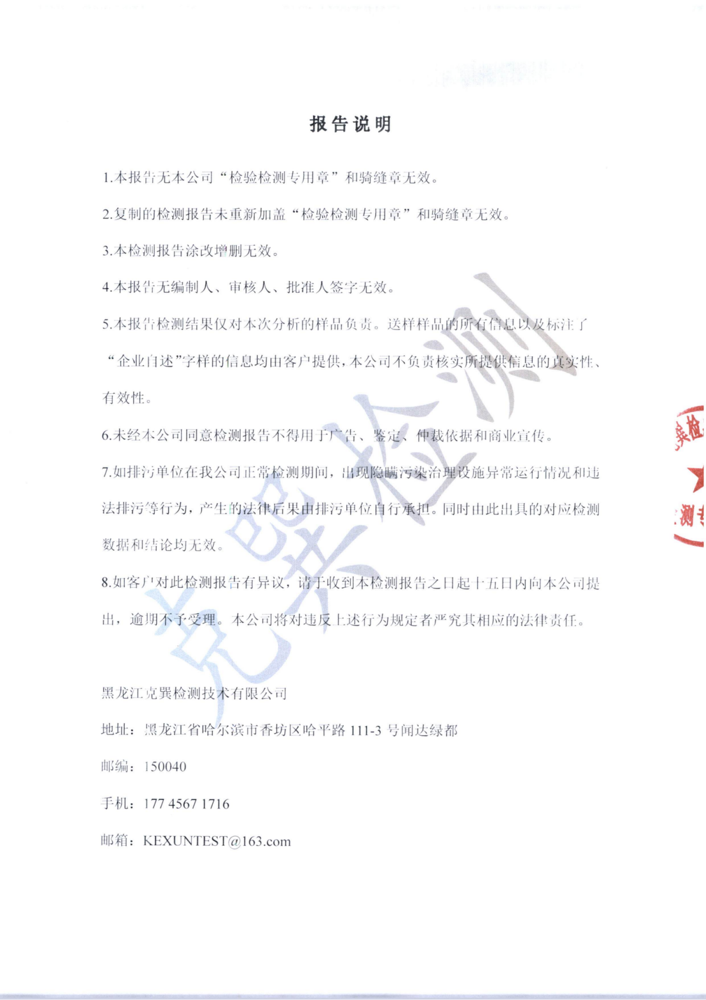 报告说明
1.本报告无本公司“检验检测专用章”和骑缝章无效。
2.复制的检测报告未重新加盖“检验检测专用章”和骑缝章无效。
3.本检测报告涂改增删无效。
4.本报告无编制人、审核人、批准人签字无效。
5.本报告检测结果仅对本次分析的样品负责。送样样品的所有信息以及标注了
“企业自述”字样的信息均由客户提供,本公司不负责核实所提供信息的真实性、
有效性。
6.未经本公司同意检测报告不得用于广告、鉴定、仲裁依据和商业宣传。
7.如排污单位在我公司正常检测期间，出现隐瞒污染治理设施异常运行情况和违
法排污等行为，产生的法律后果由排污单位自行承担。同时由此出具的对应检测
数据和结论均无效。
8.如客户对此检测报告有异议，请于收到本检测报告之日起十五日内向本公司提
出，逾期不予受理。本公司将对违反上述行为规定者严究其相应的法律责任。
黑龙江克巽检测技术有限公司
地址：黑龙江省哈尔滨市香坊区哈平路 111-3 号闻达绿都
邮编：150040
手机：177 4567 1716
邮箱：KEXUNTEST@163.com
克巽检测
巽检
测专